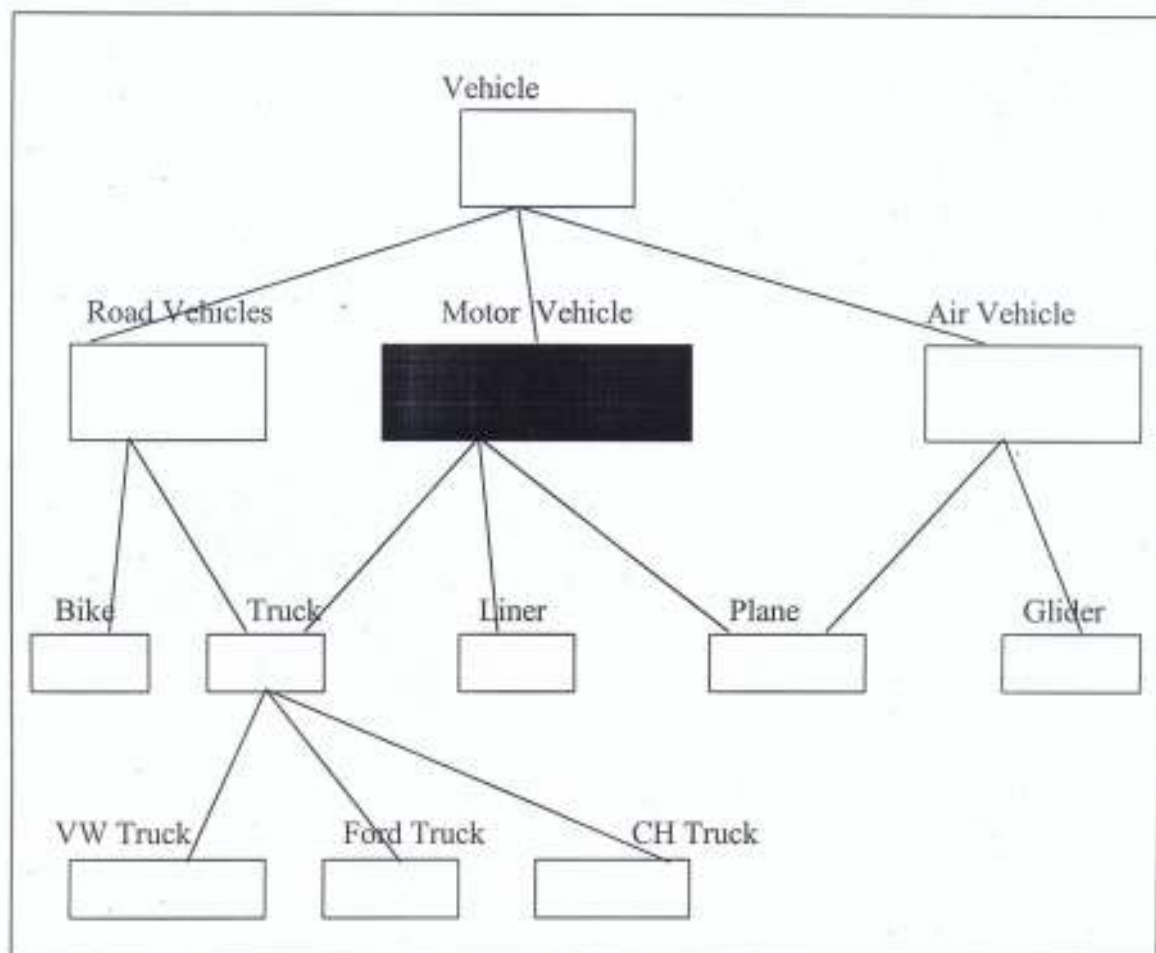 Vehicle
Road Vehicles Motor Vehicle Air Vehicle
Bike Truck Liner Plane Glider
VW Truck Ford Truck CH Truck